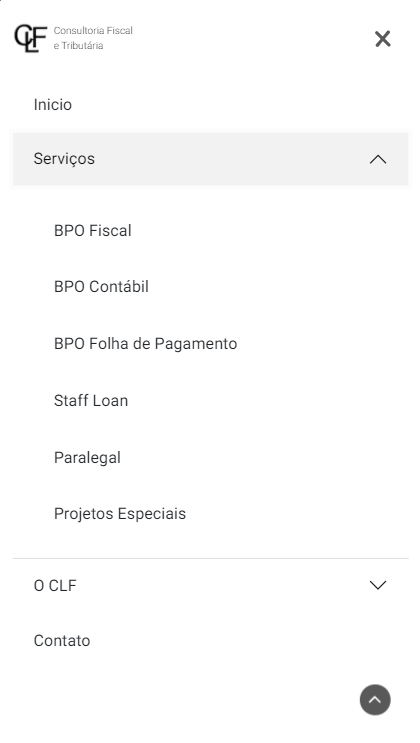 CLF
Consultoria Fiscal
e Tributária
Inicio
Serviços
BPO Fiscal
BPO Contábil
BPO Folha de Pagamento
Staff Loan
Paralegal
Projetos Especiais
O CLF
Contato